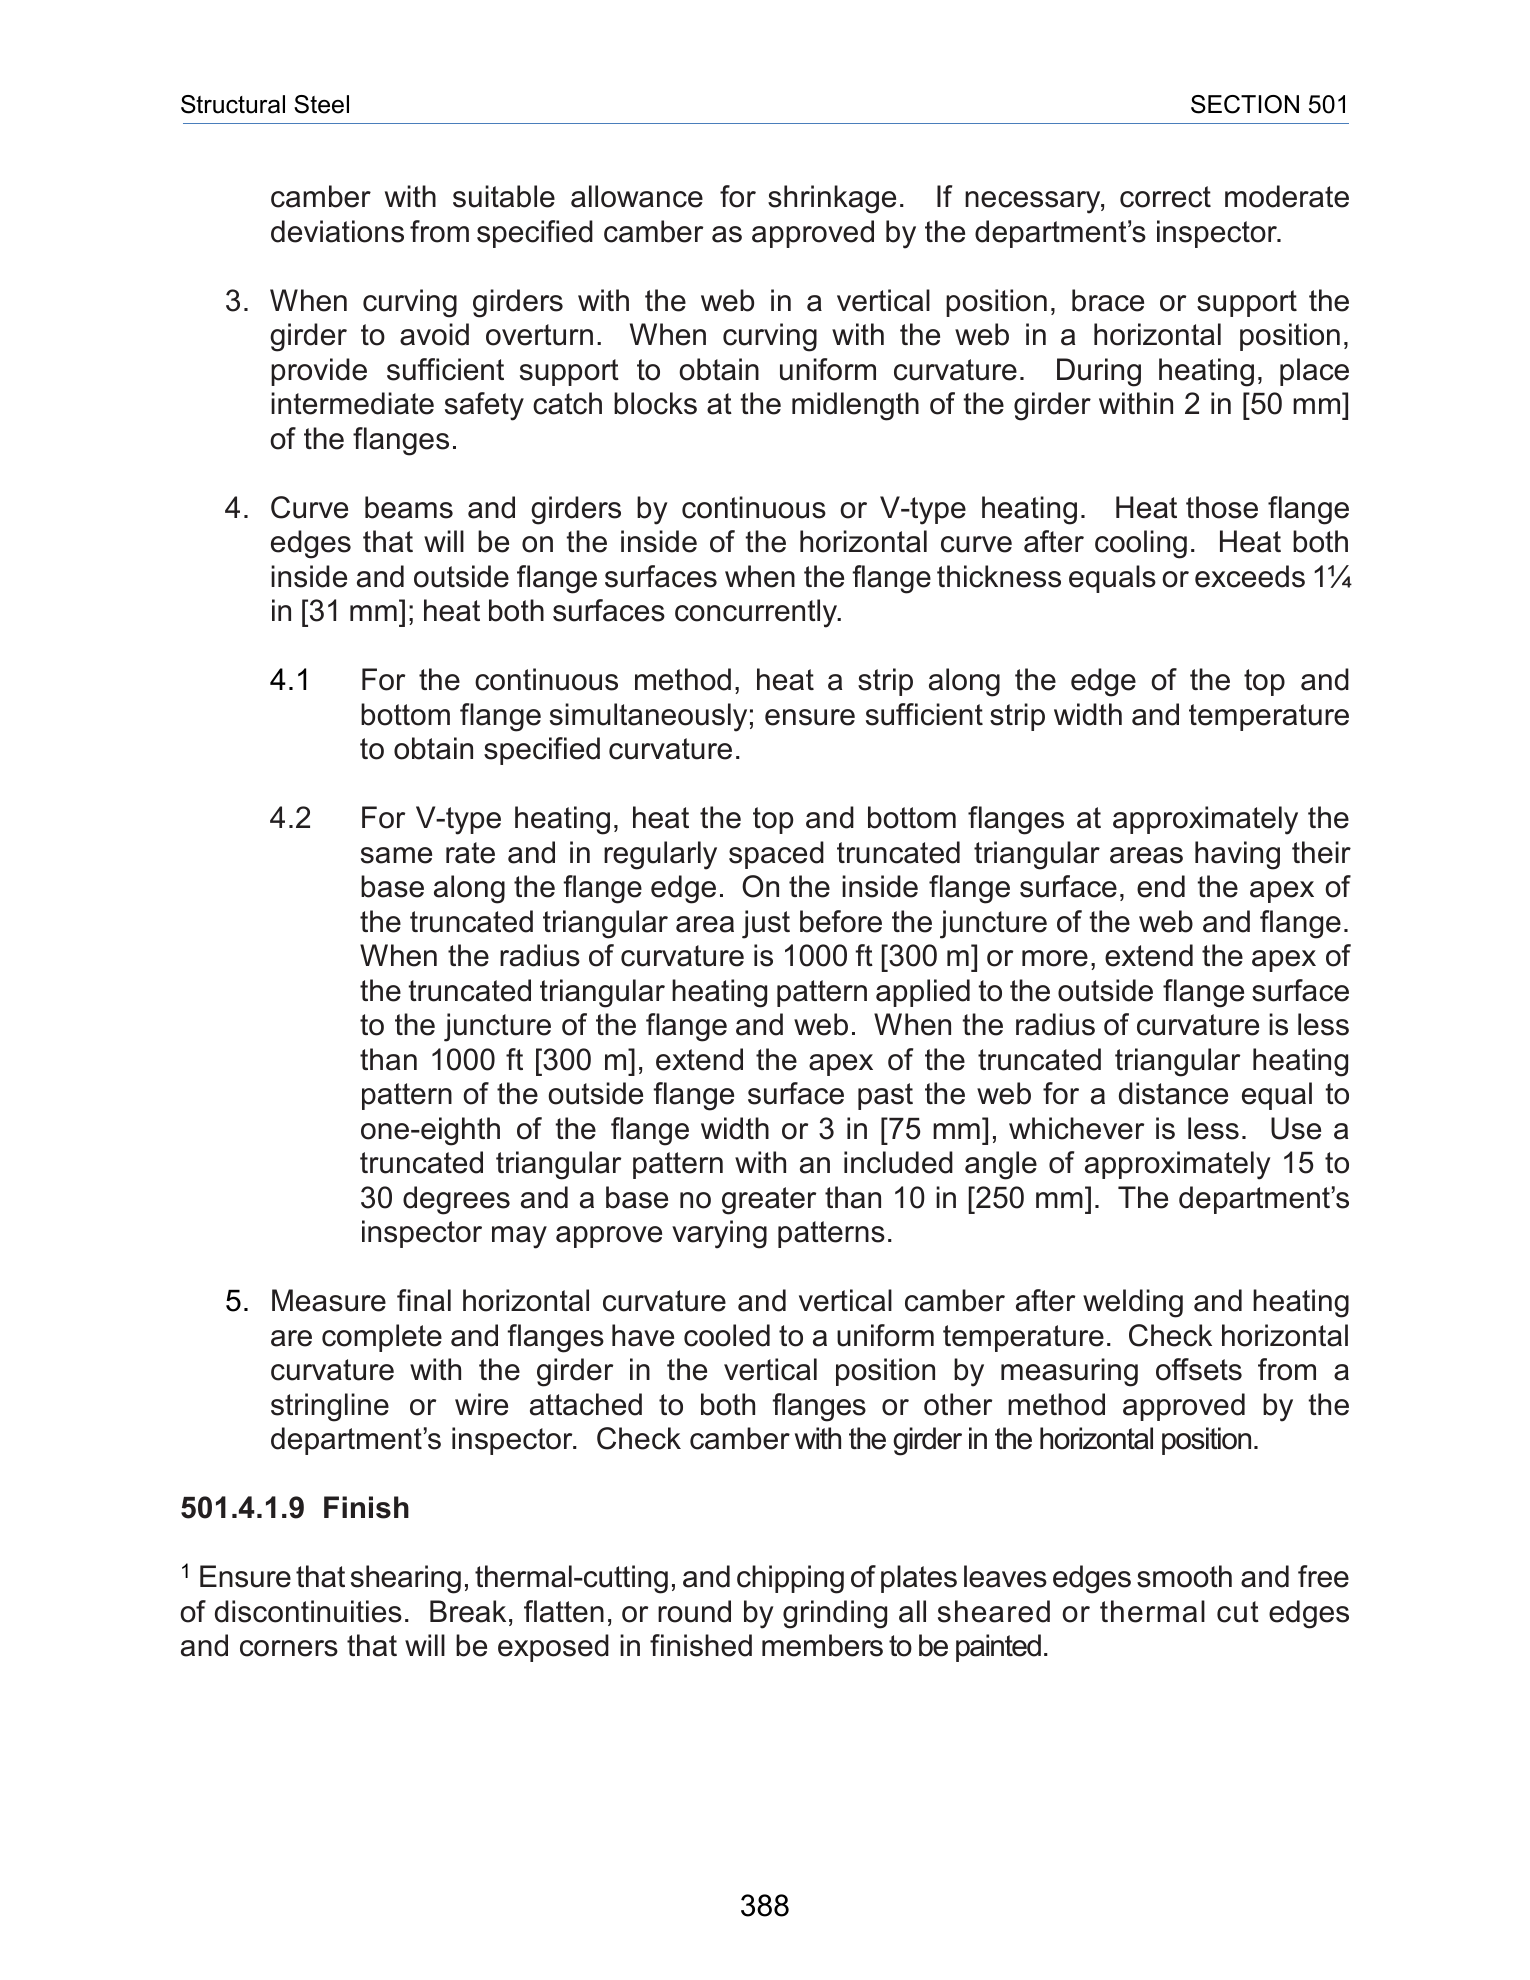 Structural Steel SECTION 501
camber with suitable allowance for shrinkage. If necessary, correct moderate
deviations from specified camber as approved by the department’s inspector.
3. When curving girders with the web in a vertical position, brace or support the
girder to avoid overturn. When curving with the web in a horizontal position,
provide sufficient support to obtain uniform curvature. During heating, place
intermediate safety catch blocks at the midlength of the girder within 2 in [50 mm]
of the flanges.
4. Curve beams and girders by continuous or V-type heating. Heat those flange
edges that will be on the inside of the horizontal curve after cooling. Heat both
inside and outside flange surfaces when the flange thickness equals or exceeds 1¼
in [31 mm]; heat both surfaces concurrently.
4.1 For the continuous method, heat a strip along the edge of the top and
bottom flange simultaneously; ensure sufficient strip width and temperature
to obtain specified curvature.
4.2 For V-type heating, heat the top and bottom flanges at approximately the
same rate and in regularly spaced truncated triangular areas having their
base along the flange edge. On the inside flange surface, end the apex of
the truncated triangular area just before the juncture of the web and flange.
When the radius of curvature is 1000 ft [300 m] or more, extend the apex of
the truncated triangular heating pattern applied to the outside flange surface
to the juncture of the flange and web. When the radius of curvature is less
than 1000 ft [300 m], extend the apex of the truncated triangular heating
pattern of the outside flange surface past the web for a distance equal to
one-eighth of the flange width or 3 in [75 mm], whichever is less. Use a
truncated triangular pattern with an included angle of approximately 15 to
30 degrees and a base no greater than 10 in [250 mm]. The department’s
inspector may approve varying patterns.
5. Measure final horizontal curvature and vertical camber after welding and heating
are complete and flanges have cooled to a uniform temperature. Check horizontal
curvature with the girder in the vertical position by measuring offsets from a
stringline or wire attached to both flanges or other method approved by the
department’s inspector. Check camber with the girder in the horizontal position.
501.4.1.9 Finish
1 Ensure that shearing, thermal-cutting, and chipping of plates leaves edges smooth and free
of discontinuities. Break, flatten, or round by grinding all sheared or thermal cut edges
and corners that will be exposed in finished members to be painted.
388